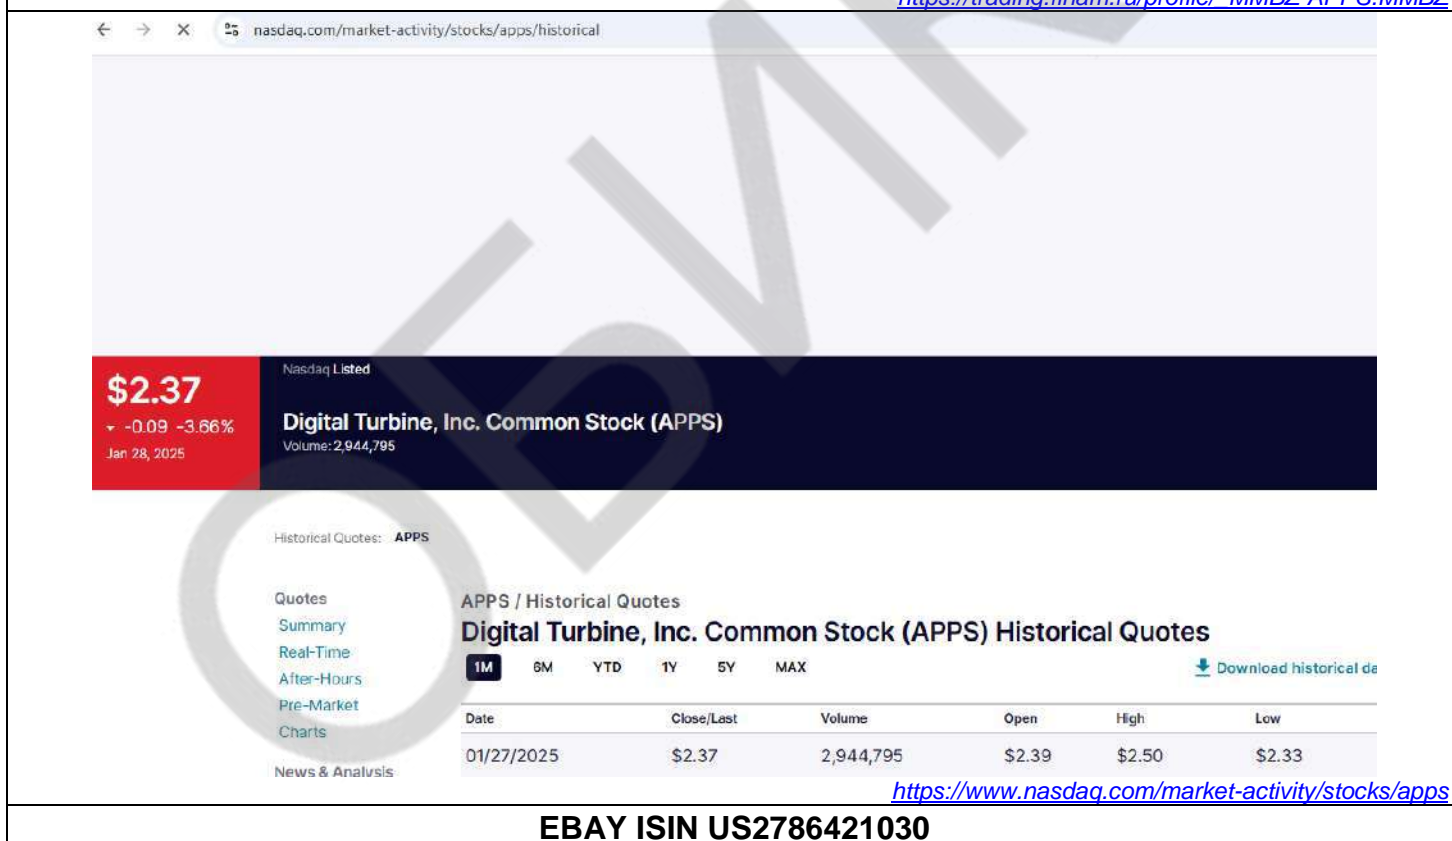 nasdaq.com/market-activity/stocks/apps/historical
$2.37
-0.09 -3.66%
Jan 28, 2025
Nasdaq Listed
Digital Turbine, Inc. Common Stock (APPS)
Volume: 2,944,795
Historical Quotes: APPS
Quotes
Summary
Real-Time
After-Hours
Pre-Market
Charts
News & Analysis
APPS / Historical Quotes
Digital Turbine, Inc. Common Stock (APPS) Historical Quotes
1M 6M YTD 1Y 5Y MAX
Download historical da
Date Close/Last Volume Open High Low
01/27/2025 $2.37 2,944,795 $2.39 $2.50 $2.33
https://www.nasdaq.com/market-activity/stocks/apps
EBAY ISIN US2786421030